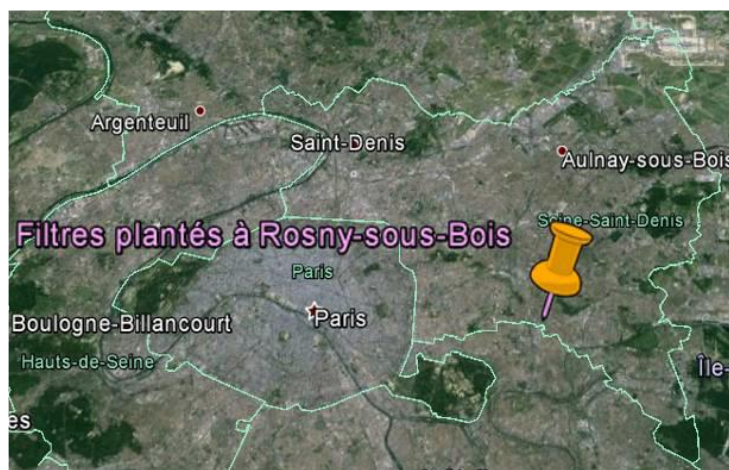 Argenteuil
Saint-Denis
Aulnay-sous-Bois
Seine-Saint-Denis
Filtres plantés à Rosny-sous-Bois
Paris
Boulogne-Billancourt
Paris
Hauts-de-Seine
Île-
es